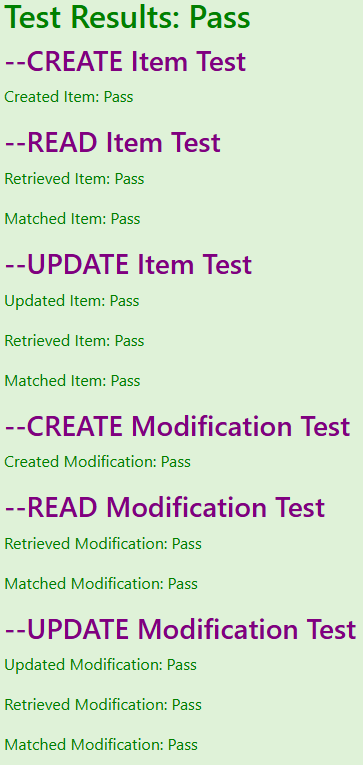 Test Results: Pass
--CREATE Item Test
Created Item: Pass
--READ Item Test
Retrieved Item: Pass
Matched Item: Pass
--UPDATE Item Test
Updated Item: Pass
Retrieved Item: Pass
Matched Item: Pass
--CREATE Modification Test
Created Modification: Pass
--READ Modification Test
Retrieved Modification: Pass
Matched Modification: Pass
--UPDATE Modification Test
Updated Modification: Pass
Retrieved Modification: Pass
Matched Modification: Pass